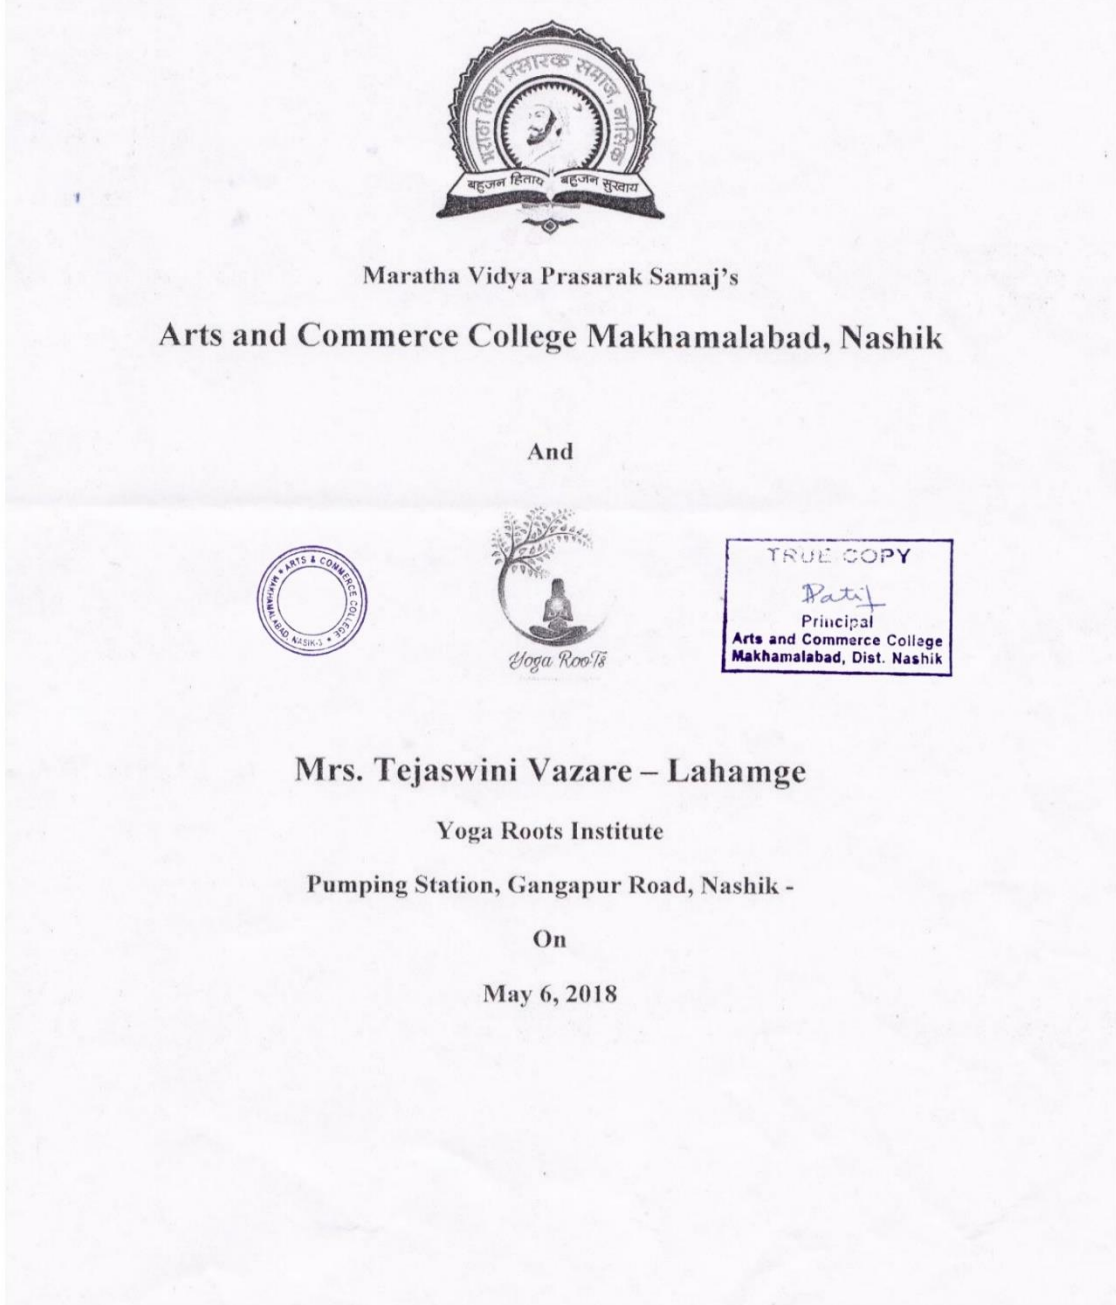 मराठा विद्या प्रसारक समाज, नासिक
बहुजन हिताय बहुजन सुखाय
Maratha Vidya Prasarak Samaj's
Arts and Commerce College Makhamalabad, Nashik
And
ARTS & COMMERCE COLLEGE
MAKHAMALABAD, NASIK-3
Yoga RooTs
TRUE COPY
Patil
Principal
Arts and Commerce College
Makhamalabad, Dist. Nashik
Mrs. Tejaswini Vazare – Lahamge
Yoga Roots Institute
Pumping Station, Gangapur Road, Nashik -
On
May 6, 2018